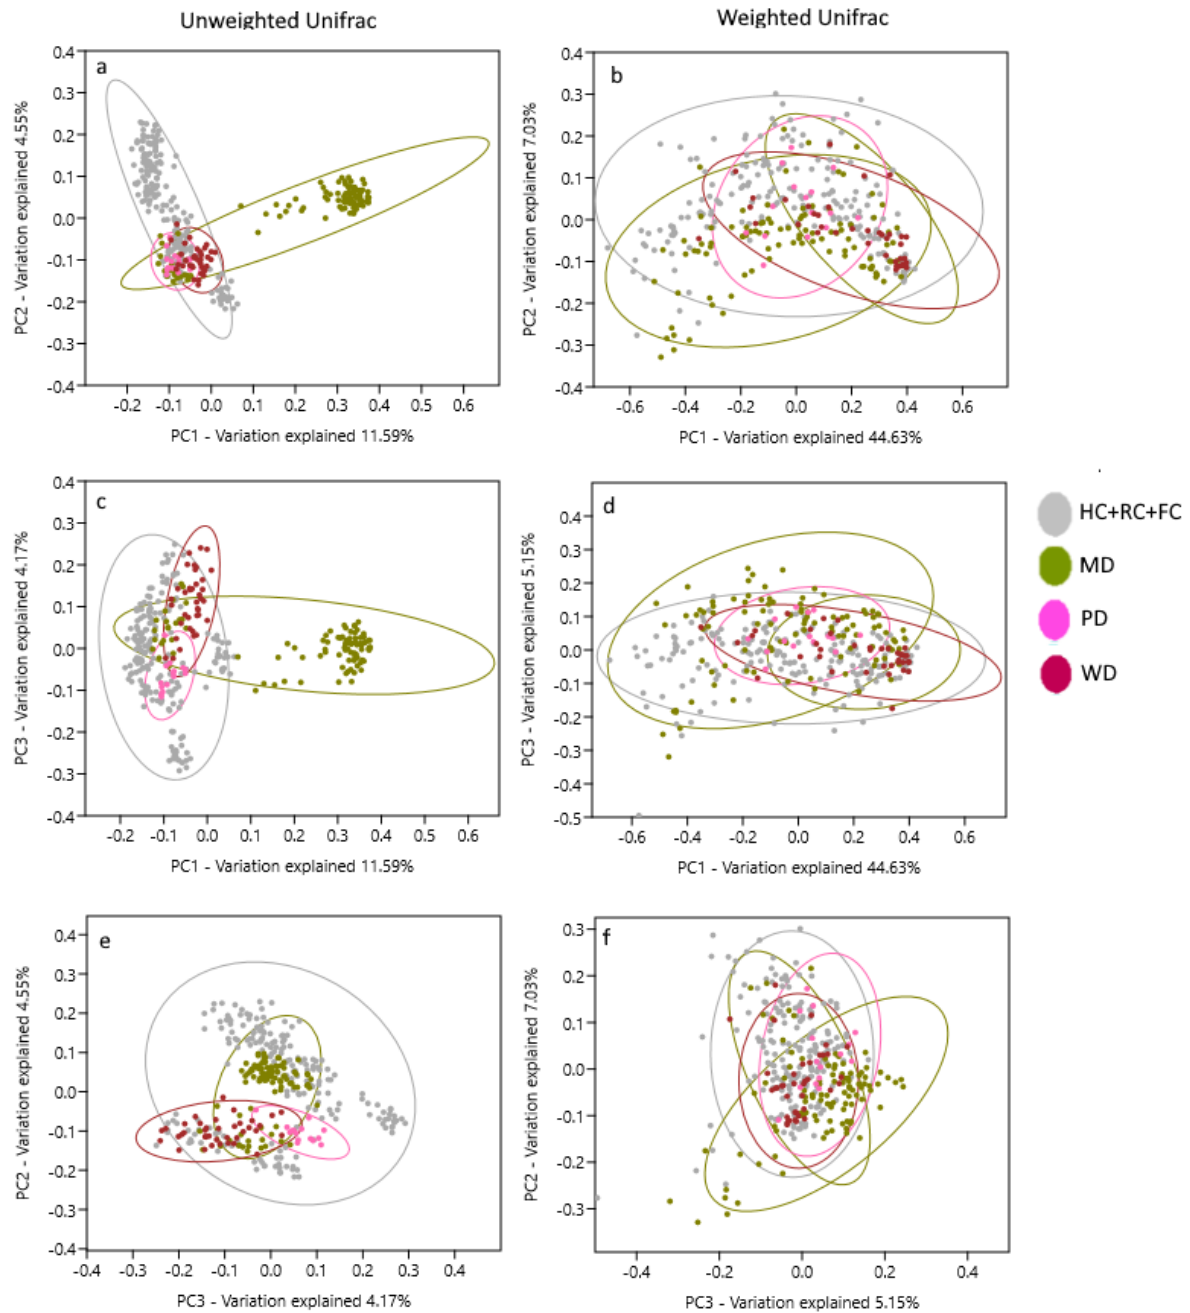 Unweighted Unifrac
Weighted Unifrac
a
0.4
0.3
0.2
0.1
0.0
-0.1
-0.2
-0.3
-0.4
PC2 - Variation explained 4.55%
-0.2 -0.1 0.0 0.1 0.2 0.3 0.4 0.5 0.6
PC1 - Variation explained 11.59%
b
0.4
0.3
0.2
0.1
0.0
-0.1
-0.2
-0.3
-0.4
PC2 - Variation explained 7.03%
-0.6 -0.4 -0.2 0.0 0.2 0.4 0.6
PC1 - Variation explained 44.63%
c
0.4
0.3
0.2
0.1
0.0
-0.1
-0.2
-0.3
-0.4
PC3 - Variation explained 4.17%
-0.2 -0.1 0.0 0.1 0.2 0.3 0.4 0.5 0.6
PC1 - Variation explained 11.59%
d
0.4
0.3
0.2
0.1
0.0
-0.1
-0.2
-0.3
-0.4
-0.5
PC3 - Variation explained 5.15%
-0.6 -0.4 -0.2 0.0 0.2 0.4 0.6
PC1 - Variation explained 44.63%
HC+RC+FC
MD
PD
WD
e
0.4
0.3
0.2
0.1
0.0
-0.1
-0.2
-0.3
-0.4
PC2 - Variation explained 4.55%
-0.4 -0.3 -0.2 -0.1 0.0 0.1 0.2 0.3 0.4
PC3 - Variation explained 4.17%
f
0.3
0.2
0.1
0.0
-0.1
-0.2
-0.3
PC2 - Variation explained 7.03%
-0.4 -0.2 0.0 0.2 0.4
PC3 - Variation explained 5.15%